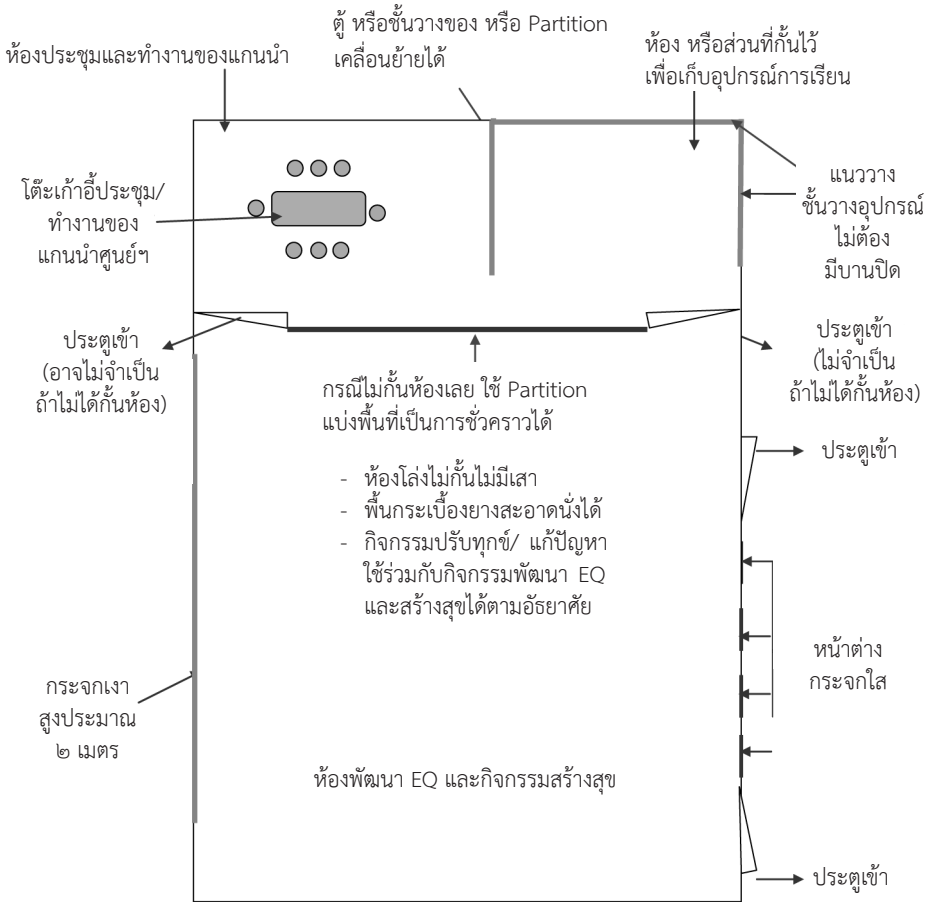 ตู้ หรือชั้นวางของ หรือ Partition
เคลื่อนย้ายได้
ห้องประชุมและทำงานของแกนนำ
ห้อง หรือส่วนที่กั้นไว้
เพื่อเก็บอุปกรณ์การเรียน
โต๊ะเก้าอี้ประชุม/
ทำงานของ
แกนนำศูนย์ฯ
แนววาง
ชั้นวางอุปกรณ์
ไม่ต้อง
มีบานปิด
ประตูเข้า
(อาจไม่จำเป็น
ถ้าไม่ได้กั้นห้อง)
ประตูเข้า
(ไม่จำเป็น
ถ้าไม่ได้กั้นห้อง)
กรณีไม่กั้นห้องเลย ใช้ Partition
แบ่งพื้นที่เป็นการชั่วคราวได้
ประตูเข้า
- ห้องโล่งไม่กั้นไม่มีเสา
- พื้นกระเบื้องยางสะอาดนั่งได้
- กิจกรรมปรับทุกข์/ แก้ปัญหา
ใช้ร่วมกับกิจกรรมพัฒนา EQ
และสร้างสุขได้ตามอัธยาศัย
หน้าต่าง
กระจกใส
กระจกเงา
สูงประมาณ
๒ เมตร
ห้องพัฒนา EQ และกิจกรรมสร้างสุข
ประตูเข้า